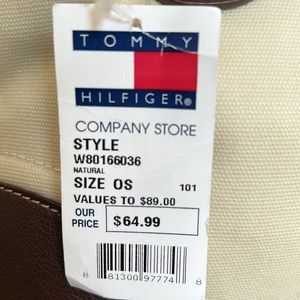 TOMMY
HILFIGER®
COMPANY STORE
STYLE
W80166036
NATURAL
SIZE OS 101
VALUES TO $89.00
OUR PRICE $64.99
8 81300 97774 8